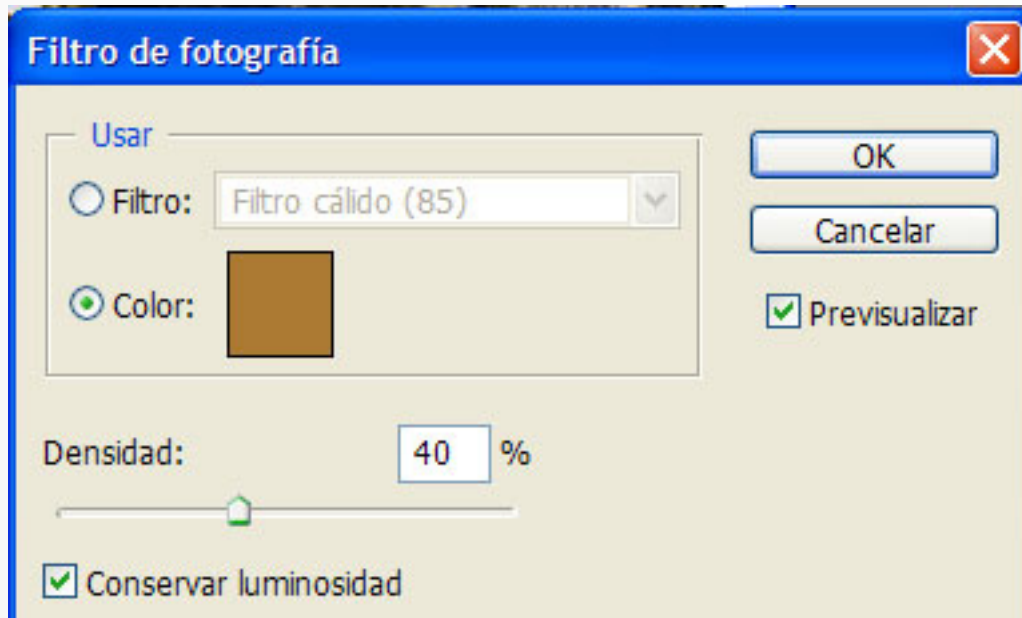 Filtro de fotografía
Usar
Filtro: Filtro cálido (85)
Color:
OK
Cancelar
Previsualizar
Densidad: 40 %
Conservar luminosidad